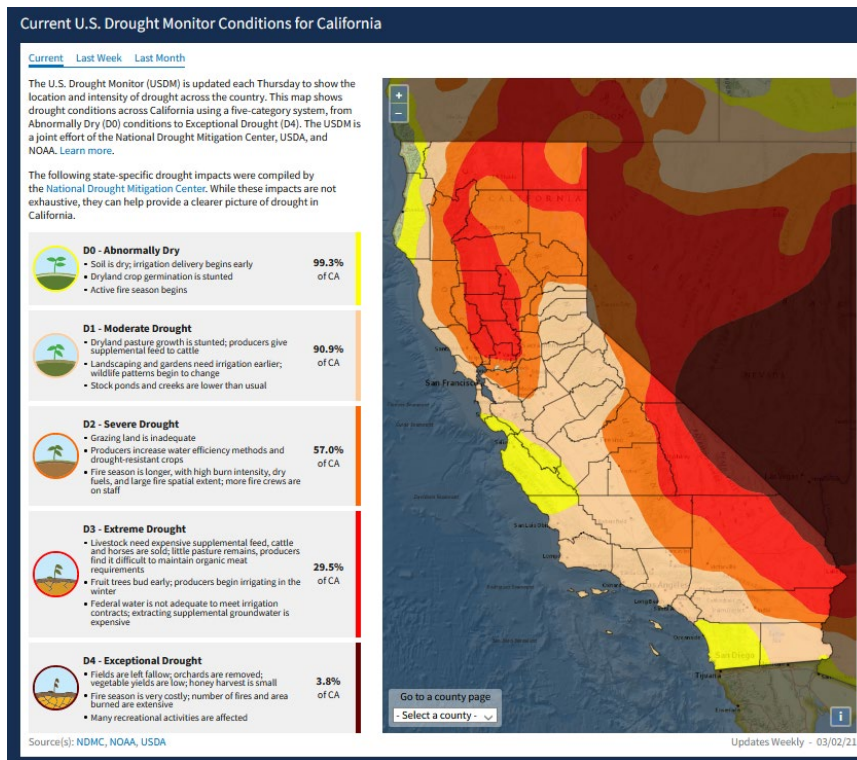 Current U.S. Drought Monitor Conditions for California
Current Last Week Last Month
The U.S. Drought Monitor (USDM) is updated each Thursday to show the
location and intensity of drought across the country. This map shows
drought conditions across California using a five-category system, from
Abnormally Dry (D0) conditions to Exceptional Drought (D4). The USDM is
a joint effort of the National Drought Mitigation Center, USDA, and
NOAA. Learn more.
The following state-specific drought impacts were compiled by
the National Drought Mitigation Center. While these impacts are not
exhaustive, they can help provide a clearer picture of drought in
California.
D0 - Abnormally Dry
▪ Soil is dry; irrigation delivery begins early
▪ Dryland crop germination is stunted
▪ Active fire season begins
99.3%
of CA
D1 - Moderate Drought
▪ Dryland pasture growth is stunted; producers give
supplemental feed to cattle
▪ Landscaping and gardens need irrigation earlier;
wildlife patterns begin to change
▪ Stock ponds and creeks are lower than usual
90.9%
of CA
D2 - Severe Drought
▪ Grazing land is inadequate
▪ Producers increase water efficiency methods and
drought-resistant crops
▪ Fire season is longer, with high burn intensity, dry
fuels, and large fire spatial extent; more fire crews are
on staff
57.0%
of CA
D3 - Extreme Drought
▪ Livestock need expensive supplemental feed, cattle
and horses are sold; little pasture remains, producers
find it difficult to maintain organic meat
requirements
▪ Fruit trees bud early; producers begin irrigating in the
winter
▪ Federal water is not adequate to meet irrigation
contracts; extracting supplemental groundwater is
expensive
29.5%
of CA
D4 - Exceptional Drought
▪ Fields are left fallow; orchards are removed;
vegetable yields are low; honey harvest is small
▪ Fire season is very costly; number of fires and area
burned are extensive
▪ Many recreational activities are affected
3.8%
of CA
Source(s): NDMC, NOAA, USDA
+
−
CALIFORNIA
San Francisco
NEVADA
Las Vegas
San Luis Obi
Los Angeles
Long Bea
Oceanside
San Diego
Tijuana
Go to a county page
- Select a county -
i
Updates Weekly - 03/02/21